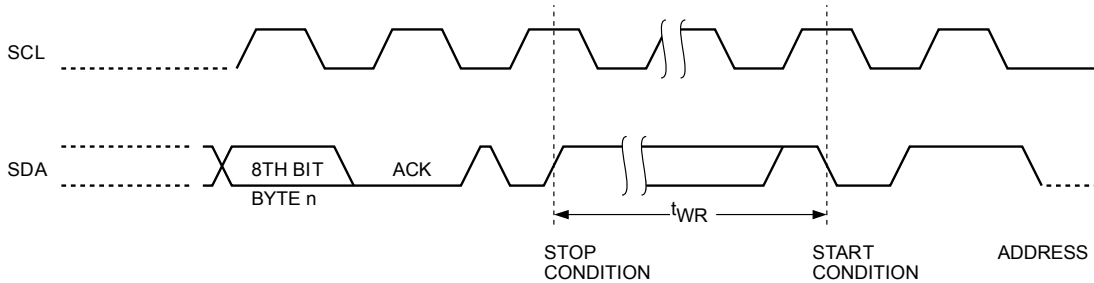 SCL
SDA
8TH BIT
ACK
BYTE n
tWR
STOP
CONDITION
START
CONDITION
ADDRESS